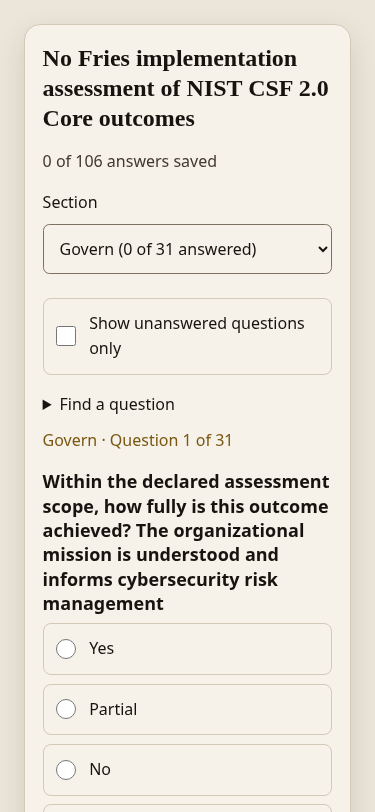 No Fries implementation
assessment of NIST CSF 2.0
Core outcomes
0 of 106 answers saved
Section
Govern (0 of 31 answered)
Show unanswered questions
only
Find a question
Govern · Question 1 of 31
Within the declared assessment
scope, how fully is this outcome
achieved? The organizational
mission is understood and
informs cybersecurity risk
management
Yes
Partial
No